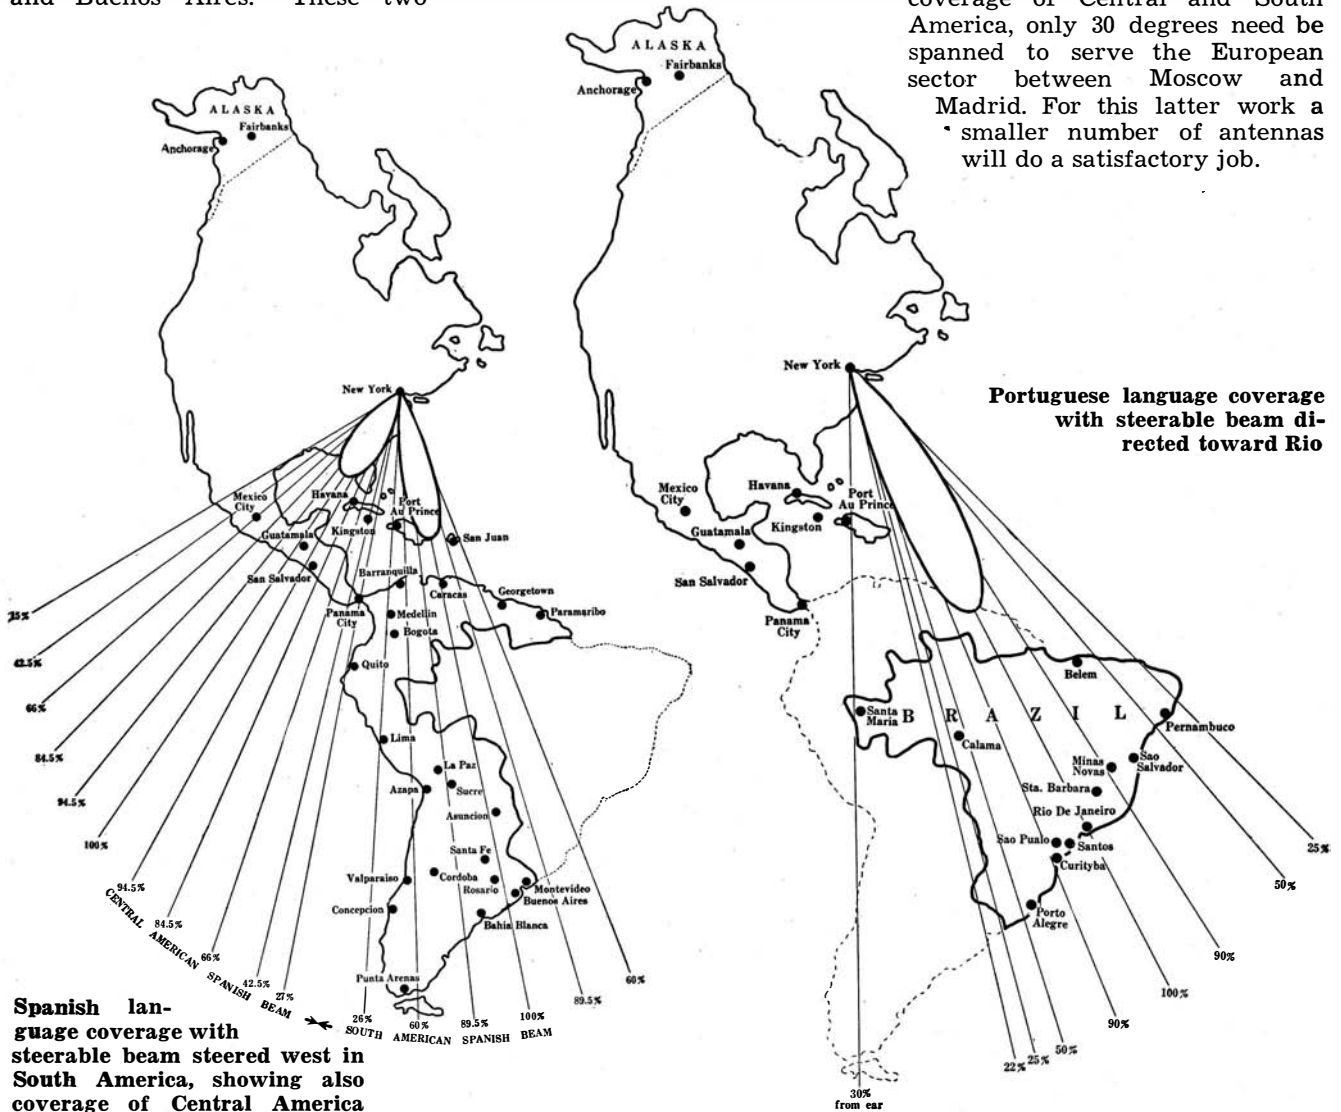 and Buenos Aires. These two
coverage of Central and South
America, only 30 degrees need be
spanned to serve the European
sector between Moscow and
Madrid. For this latter work a
smaller number of antennas
will do a satisfactory job.
ALASKA
Fairbanks
Anchorage
New York
Mexico
City
Havana
Port
Au Prince
Guatamala
Kingston
San Juan
San Salvador
Barranquilla
Caracas
Georgetown
Panama
City
Medellin
Paramaribo
Bogota
Quito
Lima
La Paz
Azapa
Sucre
Asuncion
Santa Fe
Valparaiso
Cordoba
Rosario
Montevideo
Buenos Aires
Concepcion
Bahia Blanca
Punta Arenas
15%
42.5%
66%
84.5%
94.5%
100%
94.5%
84.5%
66%
42.5%
27%
CENTRAL AMERICAN SPANISH BEAM
26%
60%
89.5%
100%
89.5%
60%
SOUTH AMERICAN SPANISH BEAM
Spanish lan-
guage coverage with
steerable beam steered west in
South America, showing also
coverage of Central America
ALASKA
Fairbanks
Anchorage
New York
Portuguese language coverage
with steerable beam di-
rected toward Rio
Mexico
City
Havana
Port
Au Prince
Guatamala
Kingston
San Salvador
Panama
City
Belem
Santa
Maria
BRAZIL
Pernambuco
Calama
Minas
Novas
Sao
Salvador
Sta. Barbara
Rio De Janeiro
Sao Pualo
Santos
Curityba
Porto
Alegre
25%
50%
90%
100%
90%
50%
25%
22%
30%
from ear